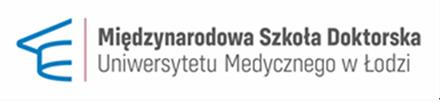 Międzynarodowa Szkoła Doktorska
Uniwersytetu Medycznego w Łodzi